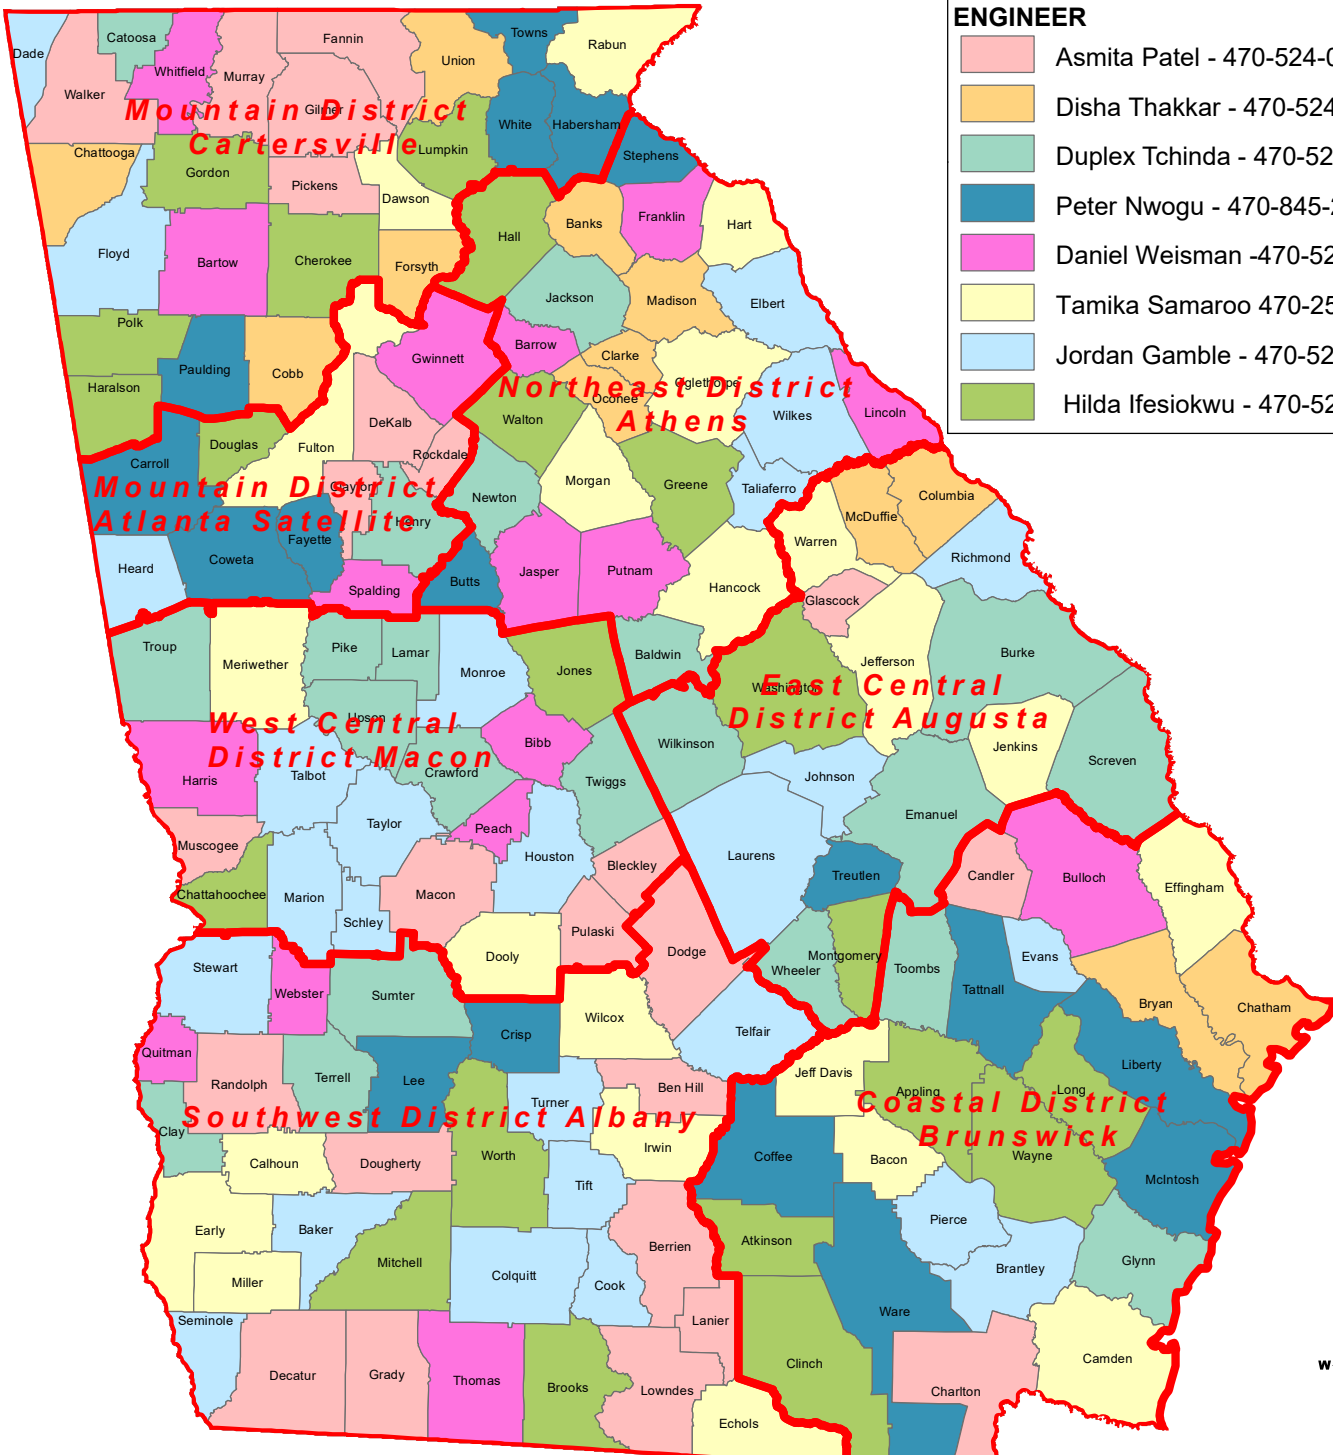 ENGINEER
Asmita Patel - 470-524-0
Disha Thakkar - 470-524
Duplex Tchinda - 470-52
Peter Nwogu - 470-845-2
Daniel Weisman -470-52
Tamika Samaroo 470-25
Jordan Gamble - 470-52
Hilda Ifesiokwu - 470-52
Mountain District
Cartersville
Dade
Catoosa
Whitfield
Walker
Murray
Fannin
Gilmer
Union
Towns
Rabun
White
Habersham
Stephens
Lumpkin
Chattooga
Gordon
Pickens
Dawson
Floyd
Bartow
Cherokee
Forsyth
Polk
Haralson
Paulding
Cobb
Northeast District
Athens
Hall
Banks
Franklin
Hart
Jackson
Madison
Elbert
Barrow
Clarke
Oconee
Oglethorpe
Wilkes
Lincoln
Walton
Morgan
Greene
Taliaferro
Newton
Jasper
Putnam
Hancock
Butts
Baldwin
Mountain District
Atlanta Satellite
Gwinnett
DeKalb
Rockdale
Fulton
Douglas
Carroll
Clayton
Henry
Fayette
Coweta
Heard
Spalding
East Central
District Augusta
Columbia
McDuffie
Warren
Richmond
Glascock
Jefferson
Burke
Washington
Wilkinson
Johnson
Jenkins
Screven
Emanuel
Laurens
Treutlen
Wheeler
Montgomery
West Central
District Macon
Troup
Meriwether
Pike
Lamar
Monroe
Jones
Upson
Bibb
Harris
Talbot
Crawford
Twiggs
Taylor
Peach
Houston
Muscogee
Chattahoochee
Marion
Schley
Macon
Bleckley
Pulaski
Dooly
Southwest District Albany
Dodge
Telfair
Wilcox
Stewart
Webster
Sumter
Crisp
Quitman
Randolph
Terrell
Lee
Turner
Ben Hill
Irwin
Clay
Calhoun
Dougherty
Worth
Tift
Early
Baker
Mitchell
Miller
Colquitt
Cook
Berrien
Lanier
Seminole
Decatur
Grady
Thomas
Brooks
Lowndes
Echols
Coastal District
Brunswick
Candler
Bulloch
Effingham
Toombs
Tattnall
Evans
Bryan
Chatham
Jeff Davis
Appling
Long
Liberty
Coffee
Bacon
Wayne
McIntosh
Atkinson
Pierce
Brantley
Glynn
Ware
Clinch
Charlton
Camden
W